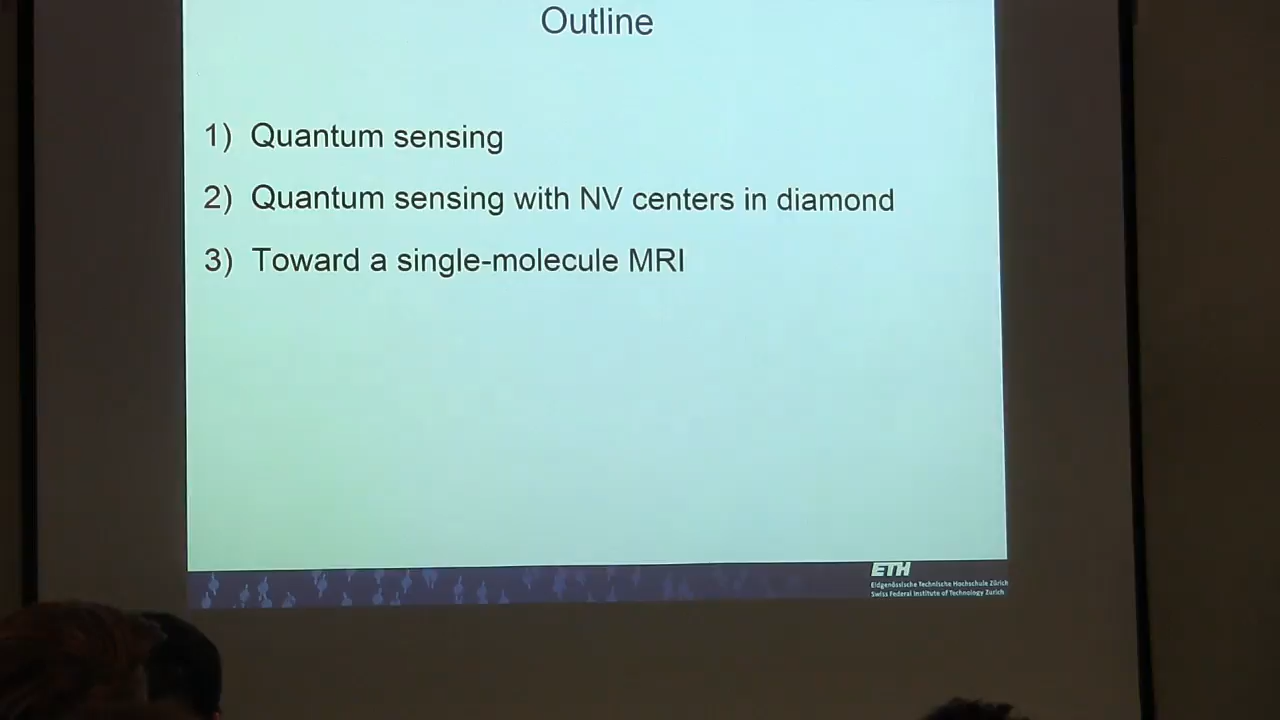 Outline
1) Quantum sensing
2) Quantum sensing with NV centers in diamond
3) Toward a single-molecule MRI
ETH
Eidgenössische Technische Hochschule Zürich
Swiss Federal Institute of Technology Zurich